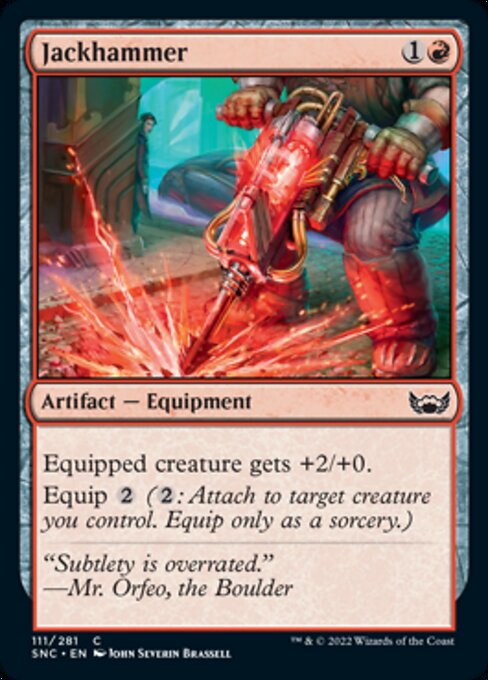 Jackhammer 1
Artifact — Equipment
Equipped creature gets +2/+0.
Equip 2 (2: Attach to target creature
you control. Equip only as a sorcery.)
“Subtlety is overrated.”
—Mr. Orfeo, the Boulder
111/281 C
SNC • EN John Severin Brassell
™ & © 2022 Wizards of the Coast